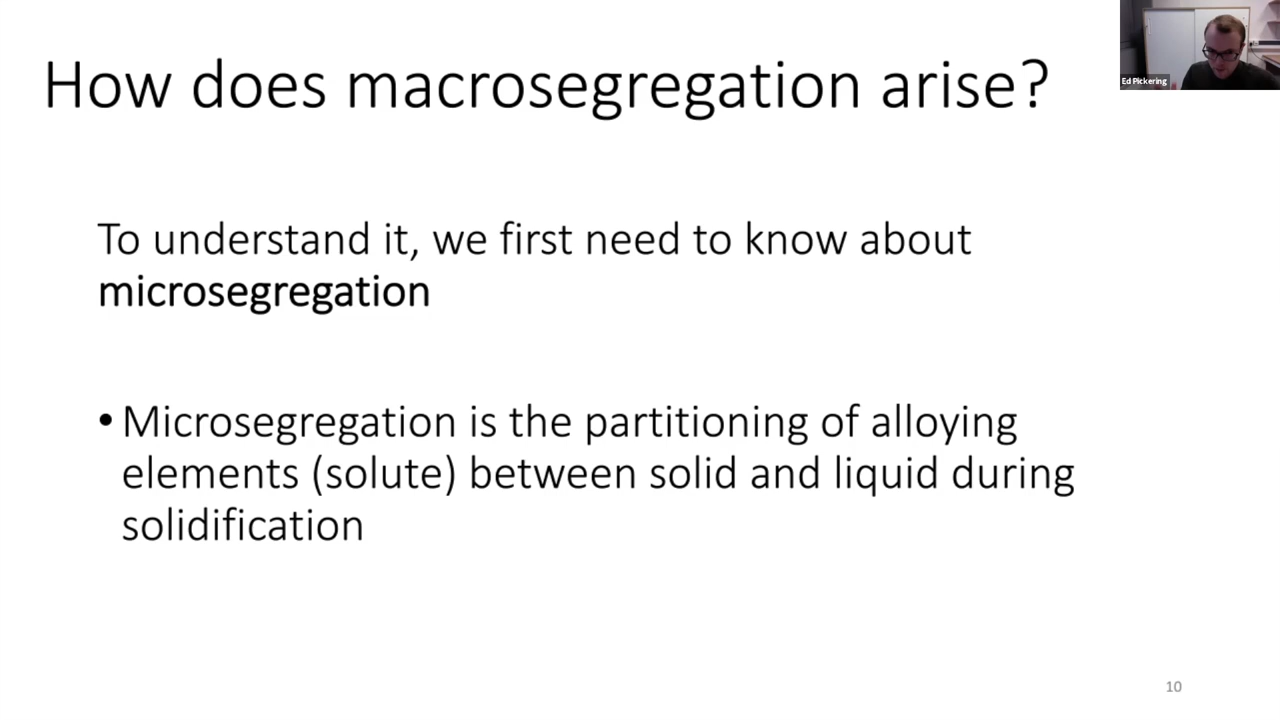 How does macrosegregation arise?
Ed Pickering
To understand it, we first need to know about
microsegregation
• Microsegregation is the partitioning of alloying
elements (solute) between solid and liquid during
solidification
10